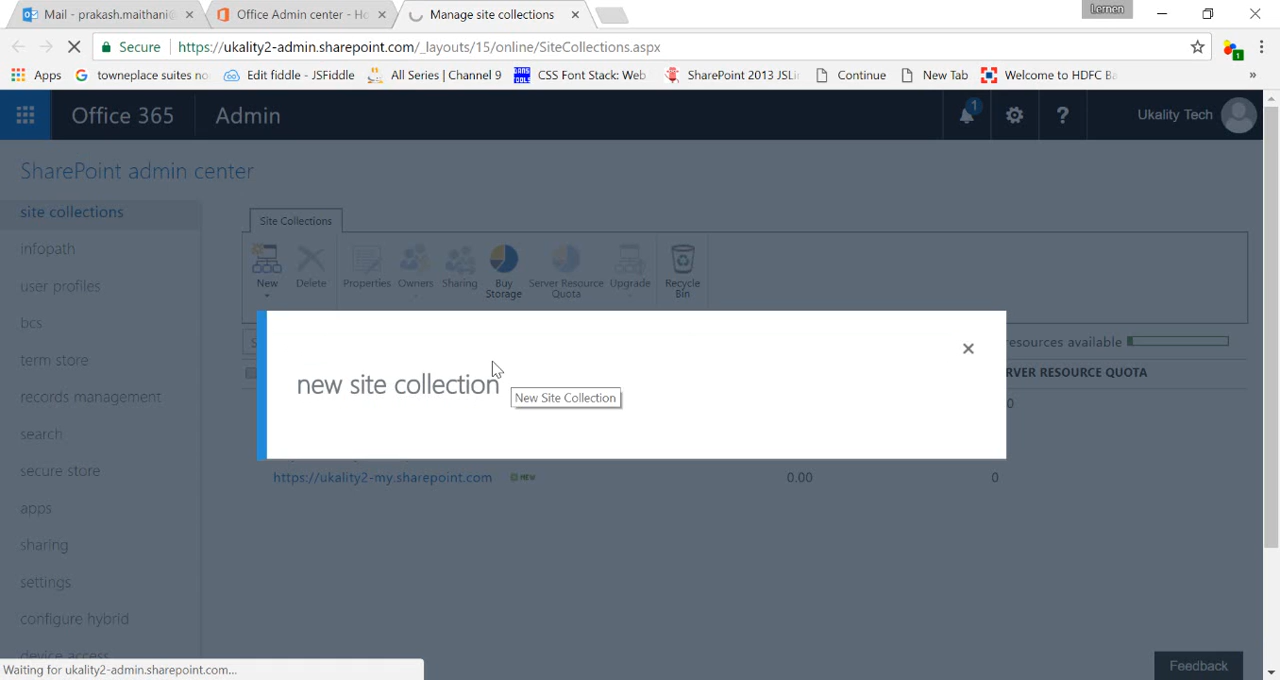 Mail - prakash.maithani@
Office Admin center - Ho
Manage site collections
Lernen
Secure
https://ukality2-admin.sharepoint.com/_layouts/15/online/SiteCollections.aspx
Apps
towneplace suites no
Edit fiddle - JSFiddle
All Series | Channel 9
CSS Font Stack: Web
SharePoint 2013 JSLi
Continue
New Tab
Welcome to HDFC Ba
»
Office 365
Admin
1
?
Ukality Tech
SharePoint admin center
site collections
infopath
user profiles
bcs
term store
records management
search
secure store
apps
sharing
settings
configure hybrid
device access
Site Collections
New
Delete
Properties
Owners
Sharing
Buy Storage
Server Resource Quota
Upgrade
Recycle Bin
resources available
RVER RESOURCE QUOTA
0
new site collection
New Site Collection
https://ukality2-my.sharepoint.com
NEW
0.00
0
Waiting for ukality2-admin.sharepoint.com...
Feedback